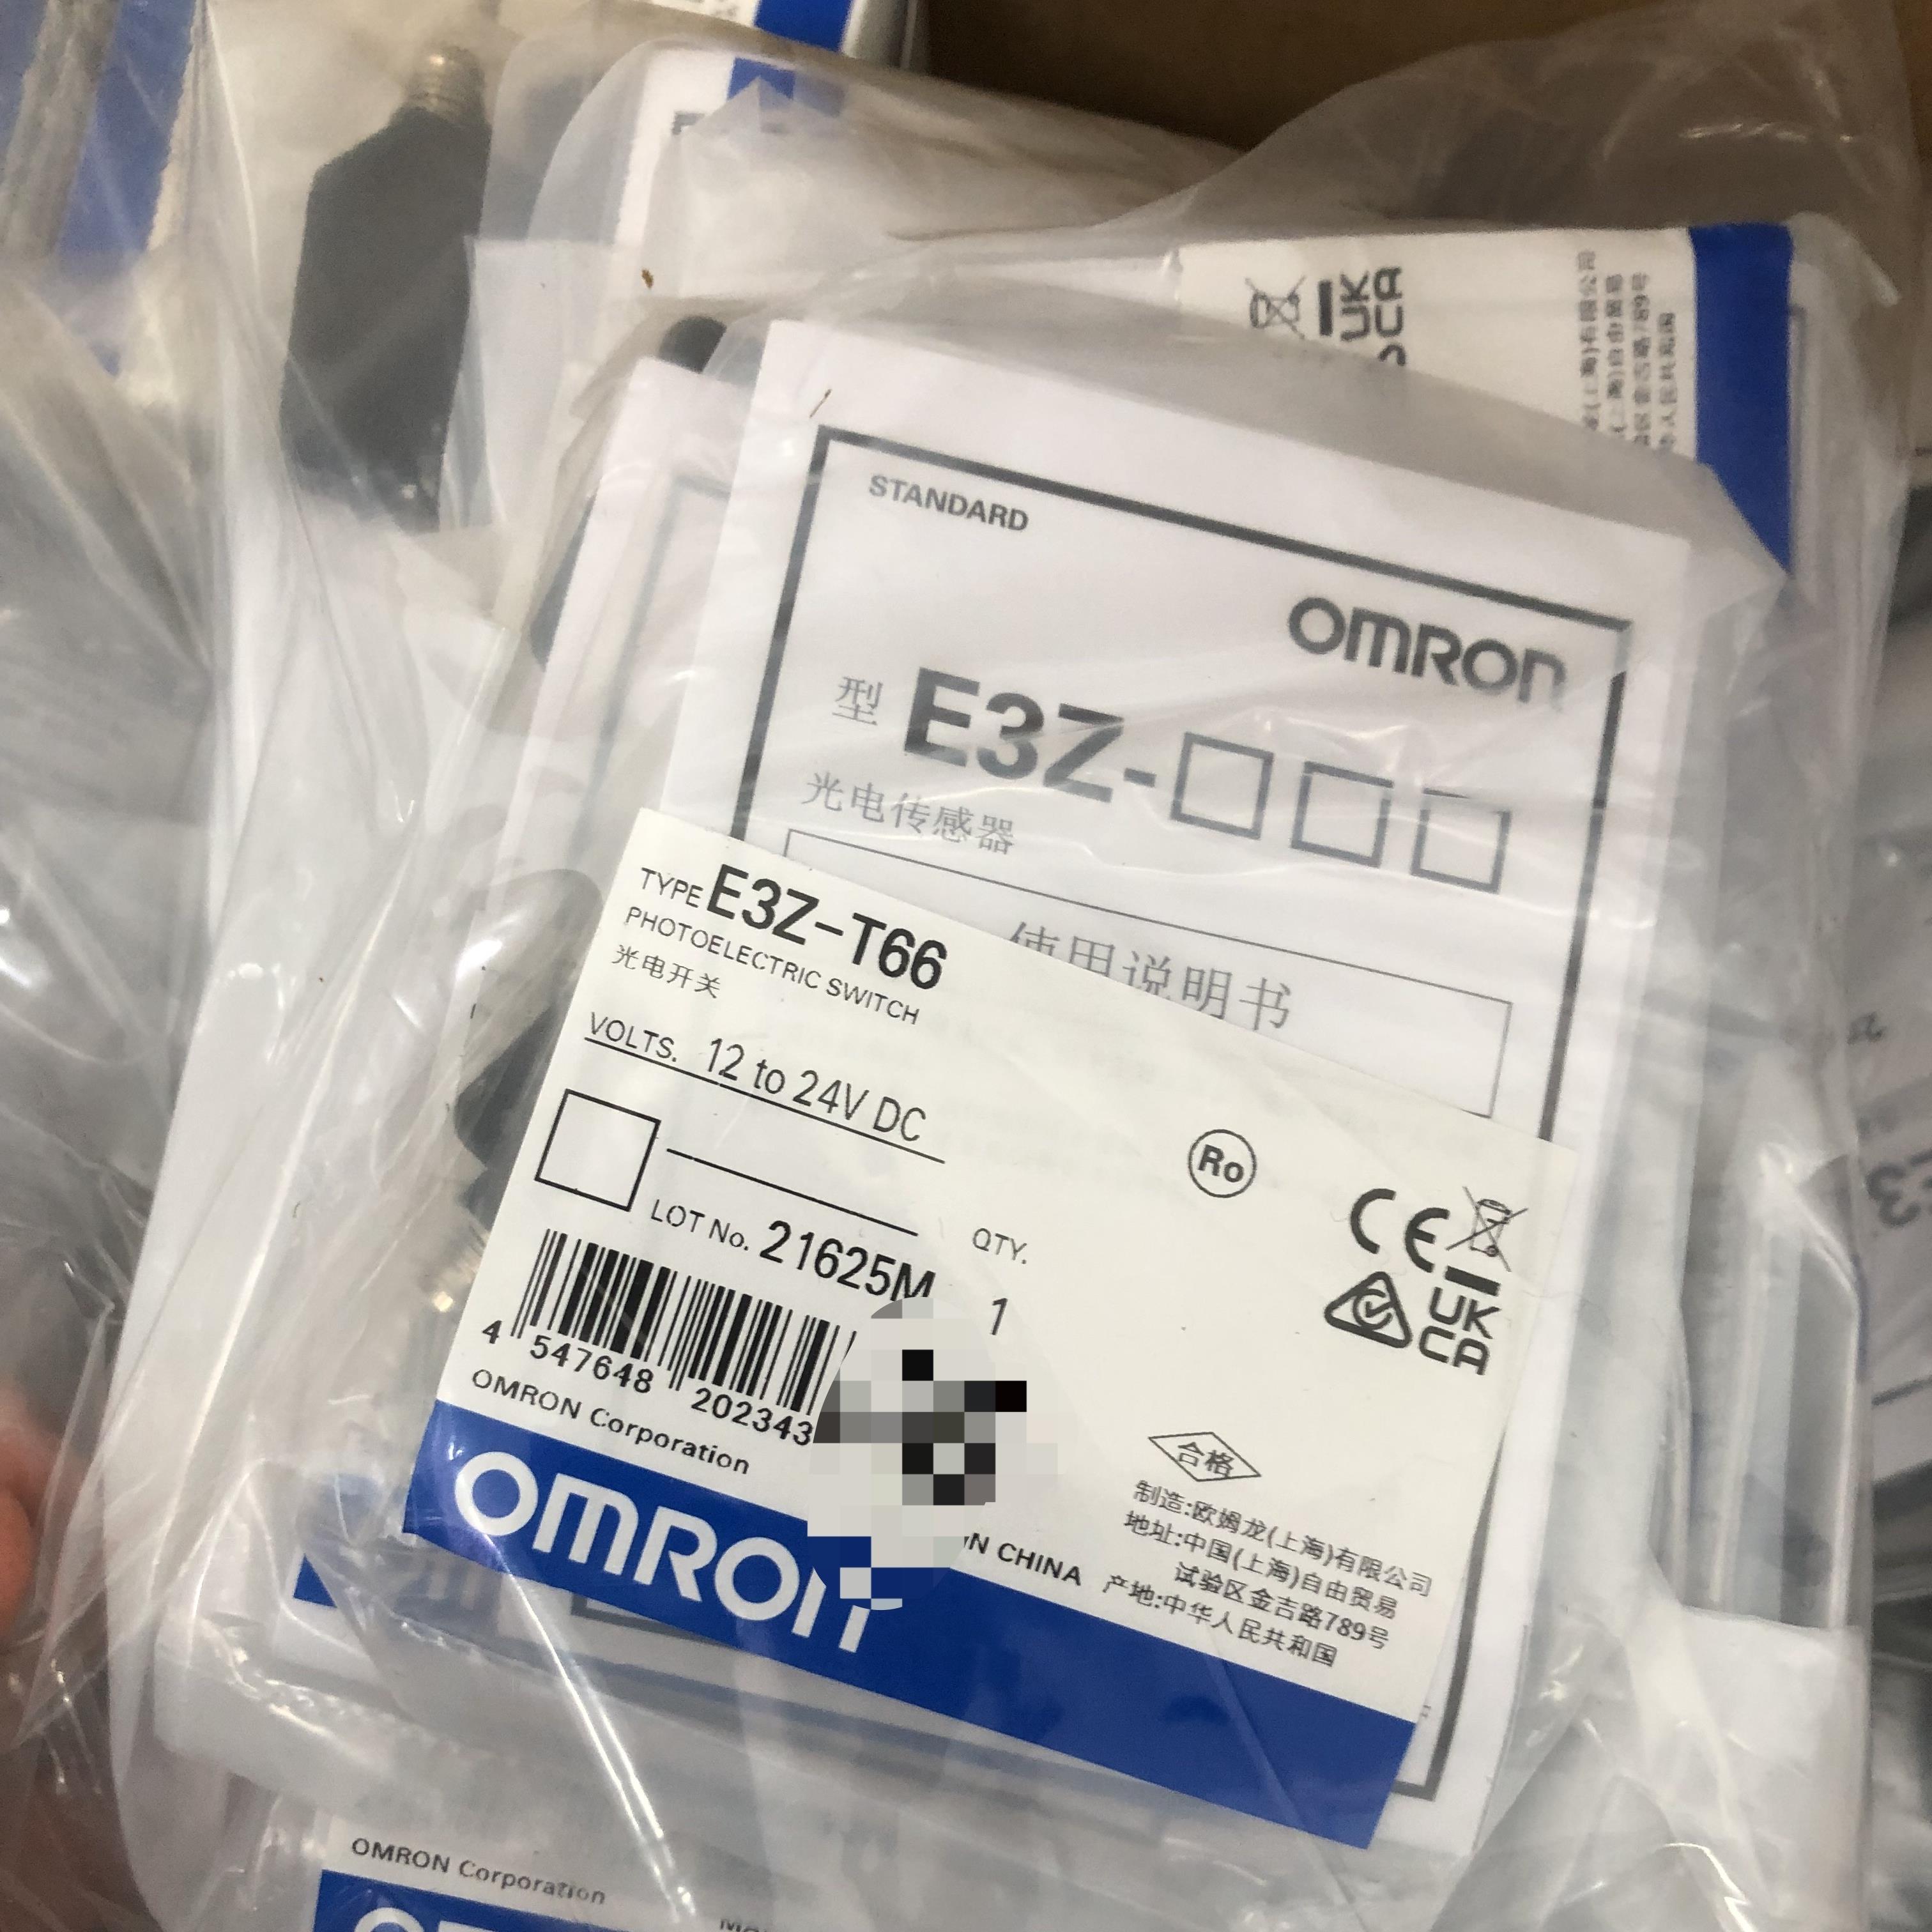 UK
CA
STANDARD
OMRON
型 E3Z-□□□
光电传感器
使用说明书
TYPE E3Z-T66
PHOTOELECTRIC SWITCH
光电开关
VOLTS. 12 to 24V DC
Ro
CE
UK
CA
LOT No. 21625M
QTY.
1
4 547648 202343
OMRON Corporation
OMRON
IN CHINA
合格
制造:欧姆龙(上海)有限公司
地址:中国(上海)自由贸易
试验区金吉路789号
产地:中华人民共和国
OMRON Corporation